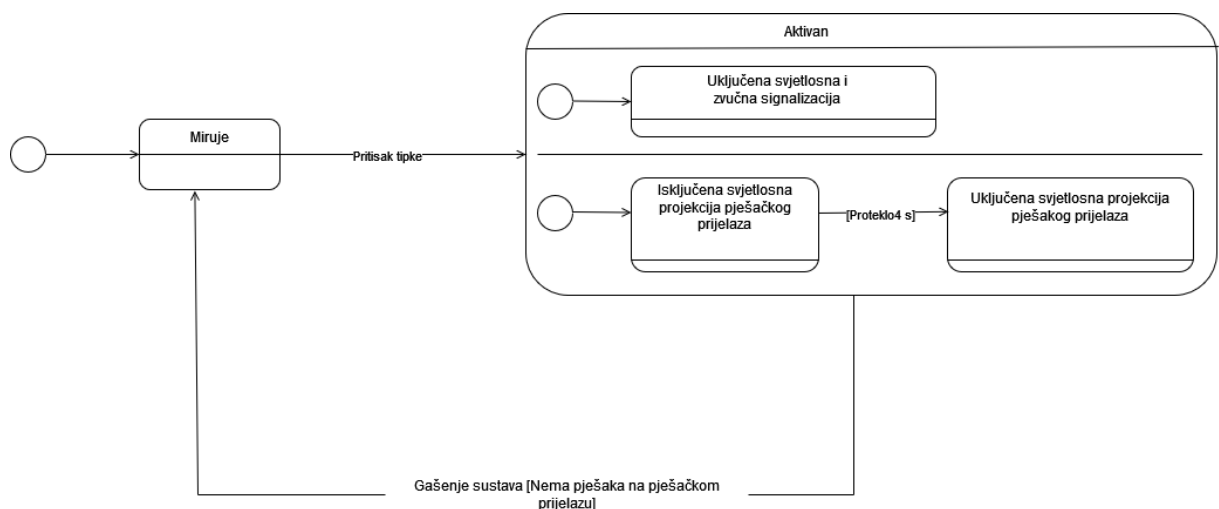 Aktivan
Uključena svjetlosna i
zvučna signalizacija
Miruje
Pritisak tipke
Isključena svjetlosna
projekcija pješačkog
prijelaza
[Proteklo4 s]
Uključena svjetlosna projekcija
pješakog prijelaza
Gašenje sustava [Nema pješaka na pješačkom
prijelazu]